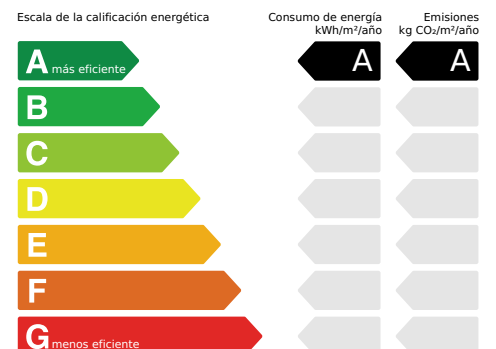 Escala de la calificación energética
Consumo de energía
kWh/m²/año
Emisiones
kg CO₂/m²/año
A más eficiente
A
A
B
C
D
E
F
G menos eficiente